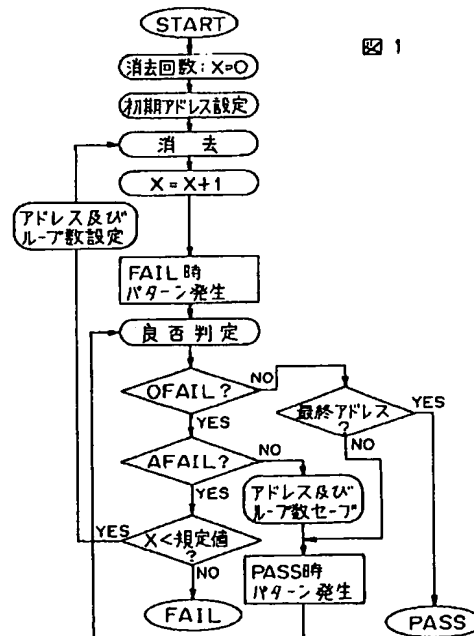 START
図 1
消去回数:X=0
初期アドレス設定
消去
X=X+1
アドレス及び
ループ数設定
FAIL時
パターン発生
良否判定
OFAIL?
NO
YES
最終アドレス
?
YES
NO
AFAIL?
NO
YES
アドレス及び
ループ数セーブ
X<規定値
?
YES
NO
PASS時
パターン発生
FAIL
PASS